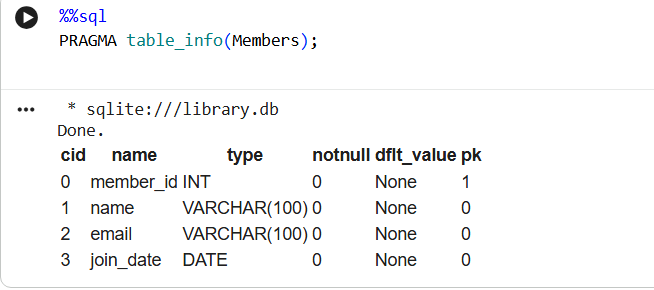 %%sql
PRAGMA table_info(Members);
* sqlite:///library.db
Done.
cid name type notnull dflt_value pk
0 member_id INT 0 None 1
1 name VARCHAR(100) 0 None 0
2 email VARCHAR(100) 0 None 0
3 join_date DATE 0 None 0